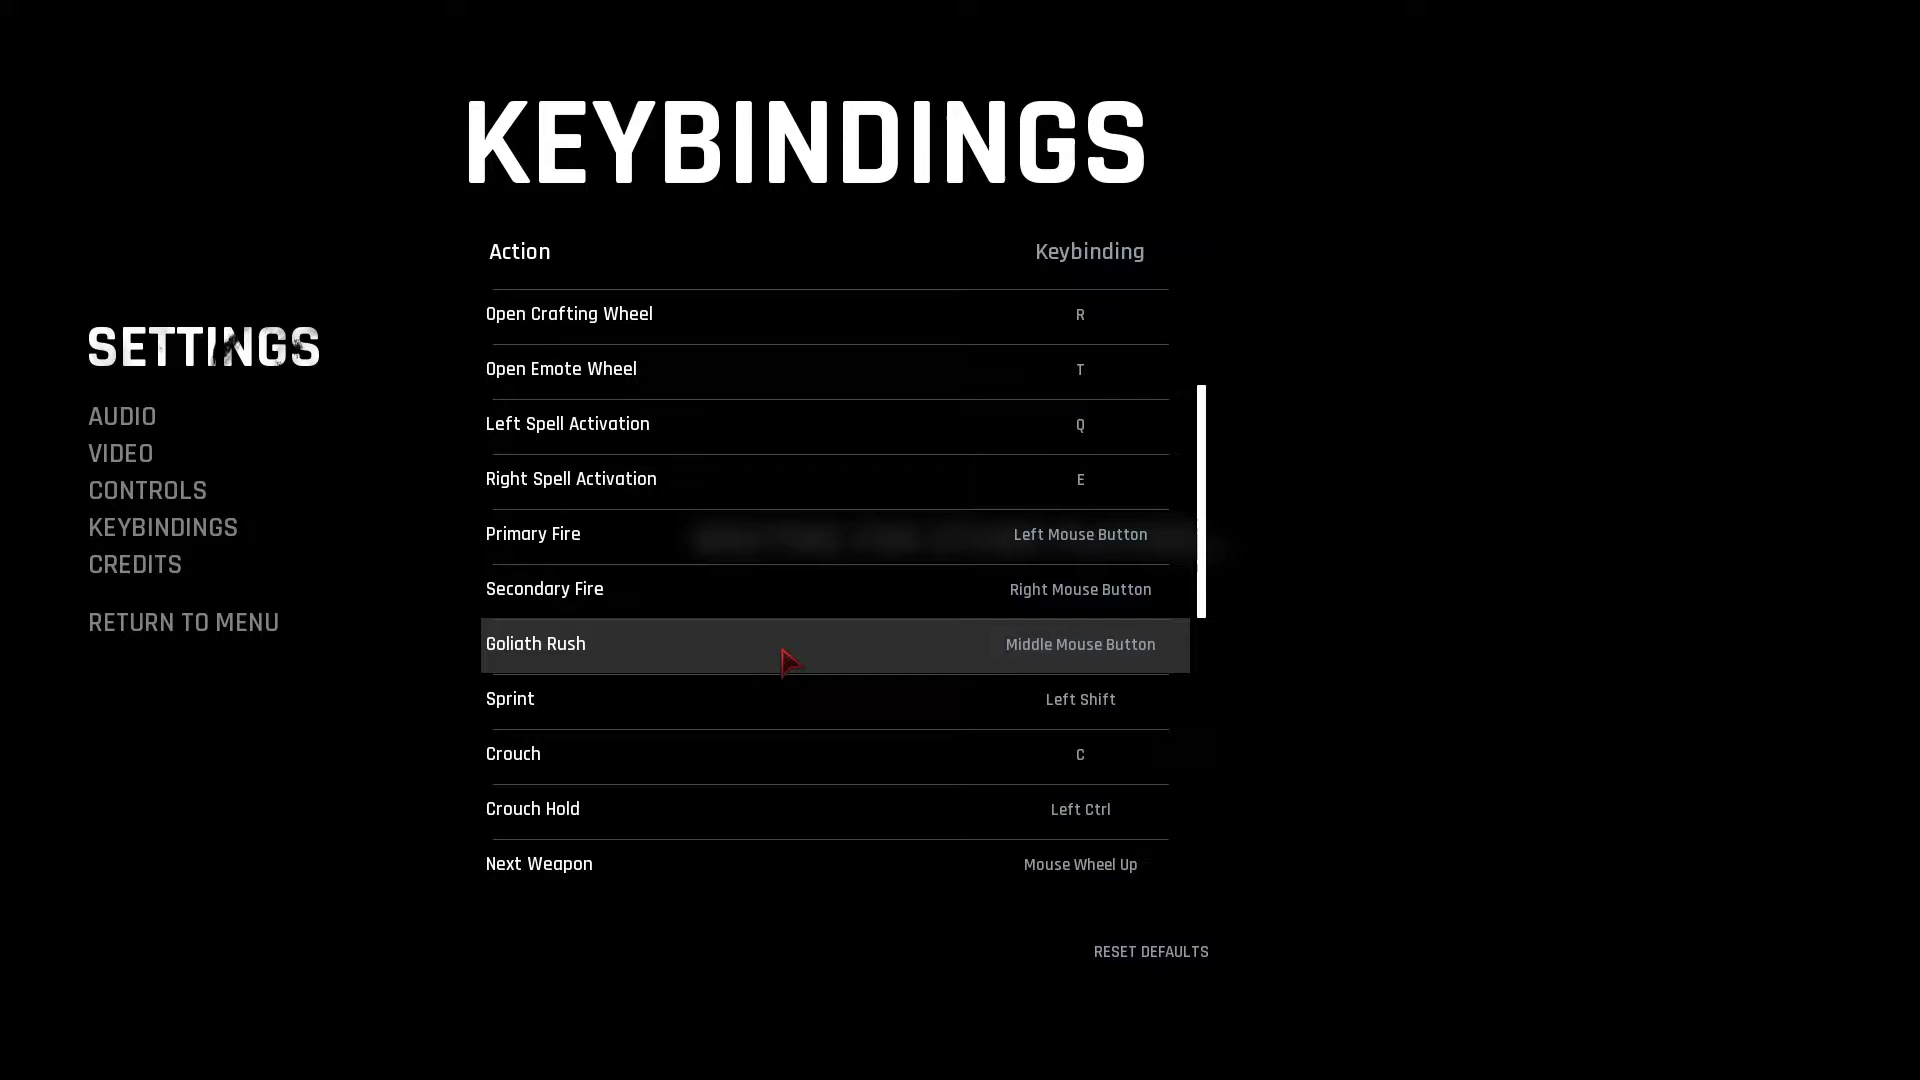 KEYBINDINGS
Action Keybinding
Open Crafting Wheel R
Open Emote Wheel T
Left Spell Activation Q
Right Spell Activation E
Primary Fire Left Mouse Button
Secondary Fire Right Mouse Button
Goliath Rush Middle Mouse Button
Sprint Left Shift
Crouch C
Crouch Hold Left Ctrl
Next Weapon Mouse Wheel Up
RESET DEFAULTS
SETTINGS
AUDIO
VIDEO
CONTROLS
KEYBINDINGS
CREDITS
RETURN TO MENU